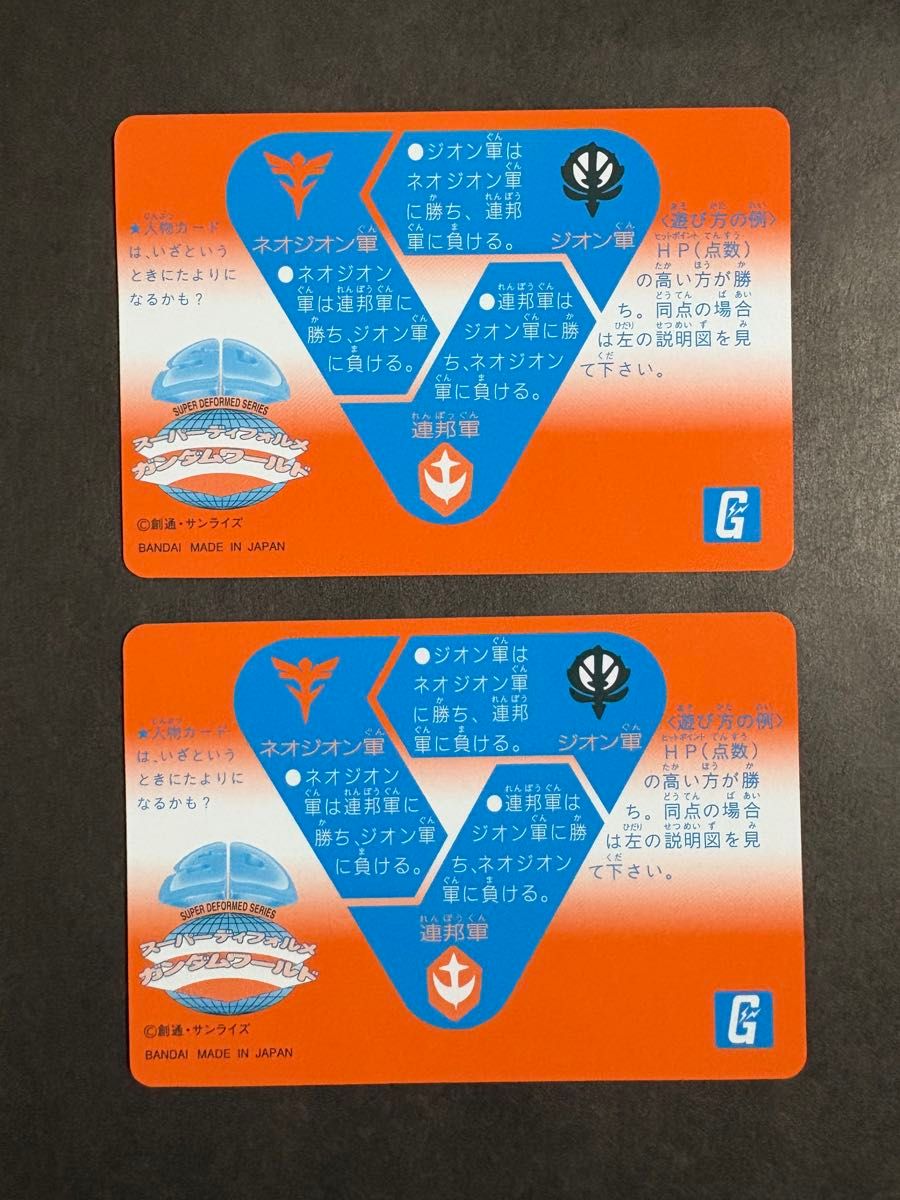 ●ジオン軍は
ネオジオン軍
に勝ち、連邦
軍に負ける。
ネオジオン軍
●ネオジオン
軍は連邦軍に
勝ち、ジオン軍
に負ける。
ジオン軍
●連邦軍は
ジオン軍に勝
ち、ネオジオン
軍に負ける。
連邦軍
★人物カード
は、いざという
ときにたよりに
なるかも?
〈遊び方の例〉
HP(点数)
の高い方が勝
ち。同点の場合
は左の説明図を見
て下さい。
SUPER DEFORMED SERIES
スーパーディフォルメ
ガンダムワールド
©創通・サンライズ
BANDAI MADE IN JAPAN
G
●ジオン軍は
ネオジオン軍
に勝ち、連邦
軍に負ける。
ネオジオン軍
●ネオジオン
軍は連邦軍に
勝ち、ジオン軍
に負ける。
ジオン軍
●連邦軍は
ジオン軍に勝
ち、ネオジオン
軍に負ける。
連邦軍
★人物カード
は、いざという
ときにたよりに
なるかも?
〈遊び方の例〉
HP(点数)
の高い方が勝
ち。同点の場合
は左の説明図を見
て下さい。
SUPER DEFORMED SERIES
スーパーディフォルメ
ガンダムワールド
©創通・サンライズ
BANDAI MADE IN JAPAN
G